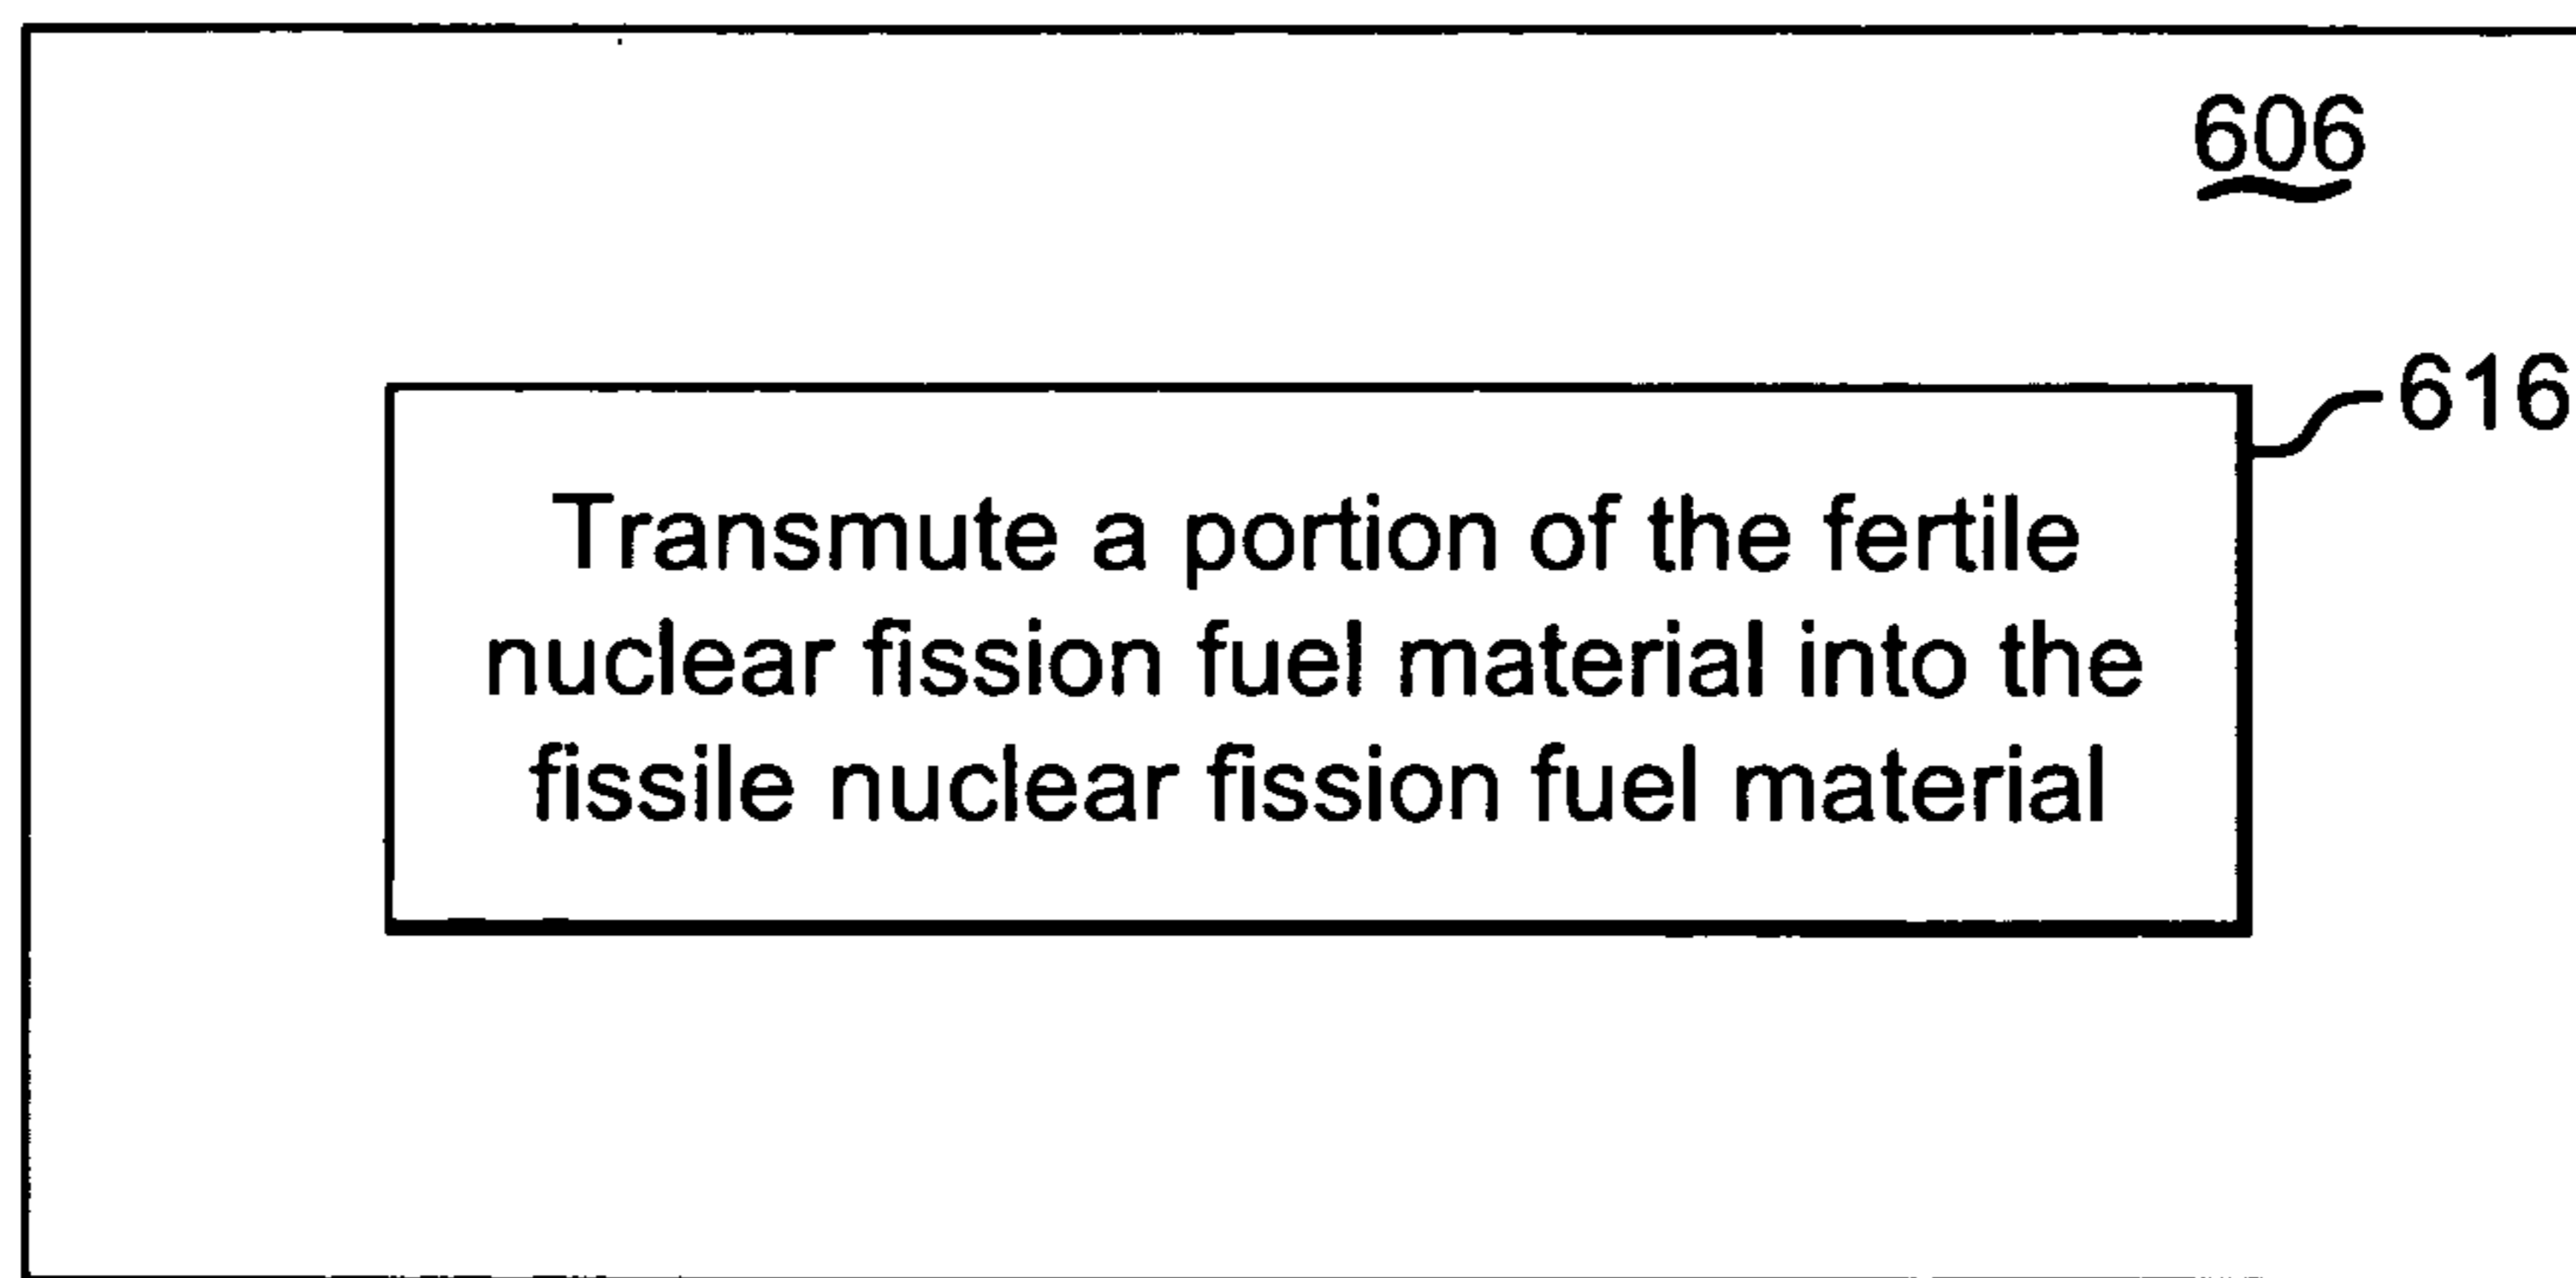 606
616
Transmute a portion of the fertile
nuclear fission fuel material into the
fissile nuclear fission fuel material